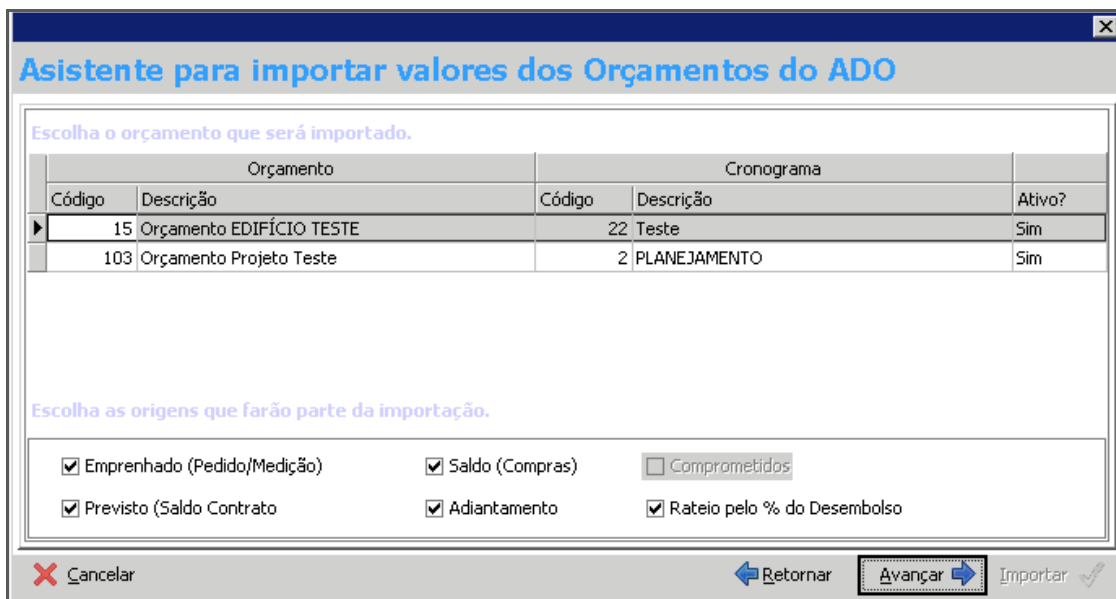 Asistente para importar valores dos Orçamentos do ADO
Escolha o orçamento que será importado.
Orçamento Cronograma
Código Descrição Código Descrição Ativo?
15 Orçamento EDIFÍCIO TESTE 22 Teste Sim
103 Orçamento Projeto Teste 2 PLANEJAMENTO Sim
Escolha as origens que farão parte da importação.
Emprenhado (Pedido/Medição) Saldo (Compras) Comprometidos
Previsto (Saldo Contrato Adiantamento Rateio pelo % do Desembolso
Cancelar Retornar Avançar Importar